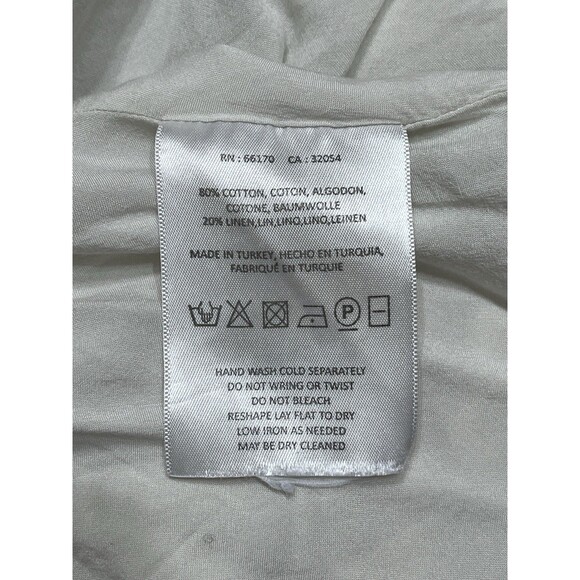 RN : 66170 CA : 32054
80% COTTON, COTON, ALGODON,
COTONE, BAUMWOLLE
20% LINEN,LIN,LINO,LINO,LEINEN
MADE IN TURKEY, HECHO EN TURQUIA,
FABRIQUÉ EN TURQUIE
P
HAND WASH COLD SEPARATELY
DO NOT WRING OR TWIST
DO NOT BLEACH
RESHAPE LAY FLAT TO DRY
LOW IRON AS NEEDED
MAY BE DRY CLEANED